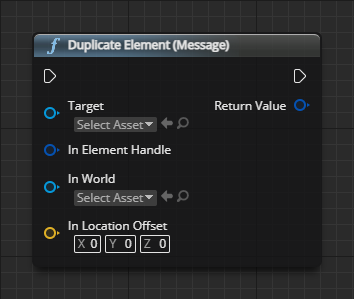 f Duplicate Element (Message)
Target
Select Asset
Return Value
In Element Handle
In World
Select Asset
In Location Offset
X 0 Y 0 Z 0